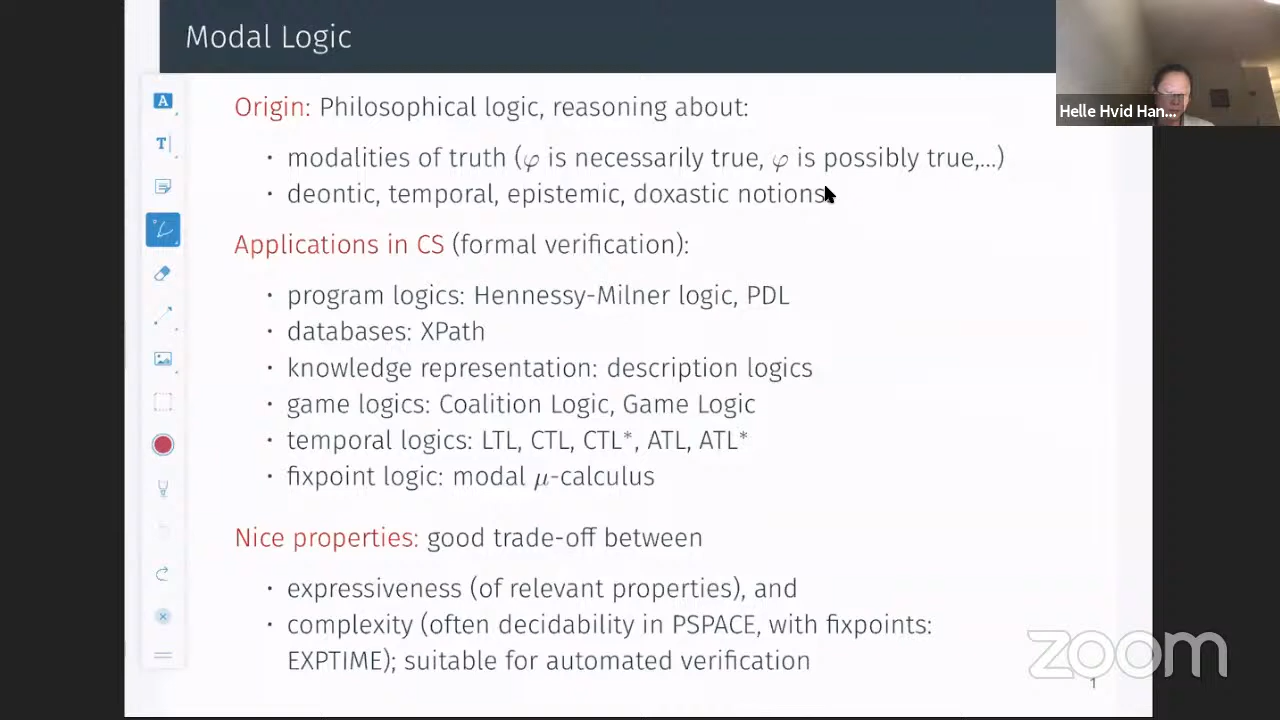 Modal Logic
Helle Hvid Han...
Origin: Philosophical logic, reasoning about:
· modalities of truth (φ is necessarily true, φ is possibly true,...)
· deontic, temporal, epistemic, doxastic notions
Applications in CS (formal verification):
· program logics: Hennessy-Milner logic, PDL
· databases: XPath
· knowledge representation: description logics
· game logics: Coalition Logic, Game Logic
· temporal logics: LTL, CTL, CTL*, ATL, ATL*
· fixpoint logic: modal μ-calculus
Nice properties: good trade-off between
· expressiveness (of relevant properties), and
· complexity (often decidability in PSPACE, with fixpoints:
EXPTIME); suitable for automated verification
zoom
1
A
T